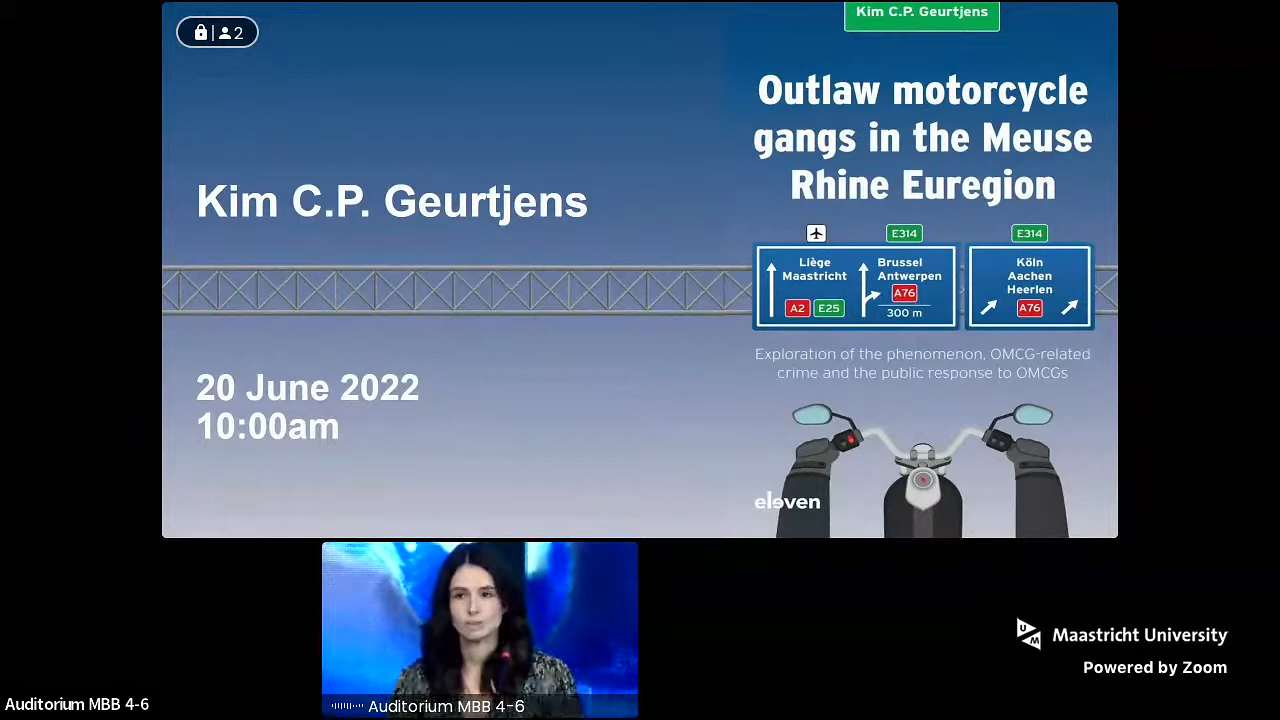 2
Kim C.P. Geurtjens
Outlaw motorcycle
gangs in the Meuse
Rhine Euregion
Kim C.P. Geurtjens
E314
E314
Liège
Maastricht
A2 E25
Brussel
Antwerpen
A76
300 m
Köln
Aachen
Heerlen
A76
Exploration of the phenomenon, OMCG-related
crime and the public response to OMCGs
20 June 2022
10:00am
eleven
UM
Maastricht University
Powered by Zoom
Auditorium MBB 4-6
Auditorium MBB 4-6